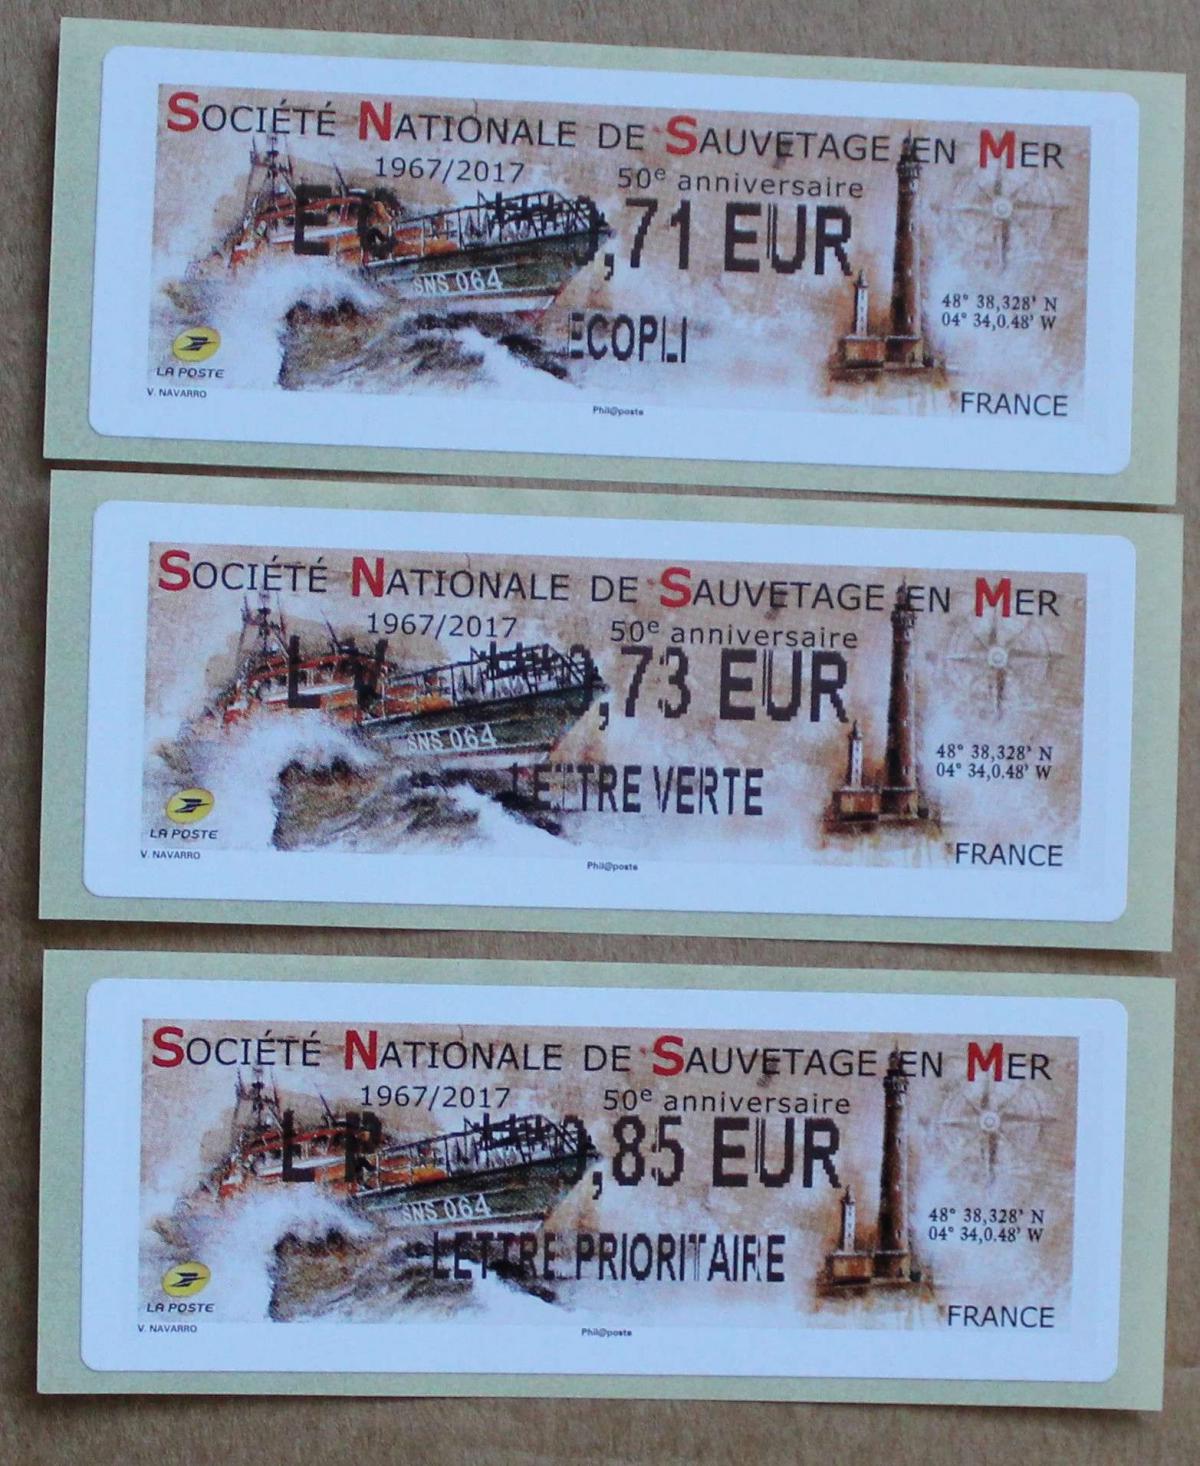 SOCIÉTÉ NATIONALE DE SAUVETAGE EN MER
1967/2017 50e anniversaire
EC 0,71 EUR
SNS 064
48° 38,328' N
04° 34,0.48' W
ECOPLI
LA POSTE
V. NAVARRO
Phil@poste
FRANCE
SOCIÉTÉ NATIONALE DE SAUVETAGE EN MER
1967/2017 50e anniversaire
LV 0,73 EUR
SNS 064
48° 38,328' N
04° 34,0.48' W
LETTRE VERTE
LA POSTE
V. NAVARRO
Phil@poste
FRANCE
SOCIÉTÉ NATIONALE DE SAUVETAGE EN MER
1967/2017 50e anniversaire
LP 0,85 EUR
SNS 064
48° 38,328' N
04° 34,0.48' W
LETTRE PRIORITAIRE
LA POSTE
V. NAVARRO
Phil@poste
FRANCE